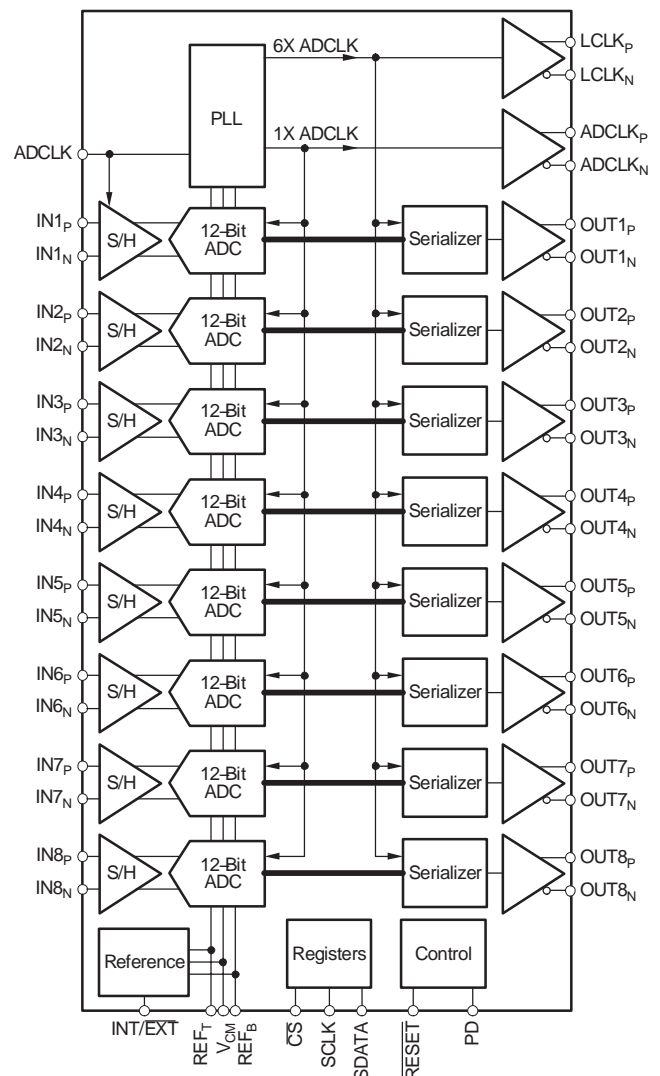 6X ADCLK
LCLKP
LCLKN
PLL
1X ADCLK
ADCLKP
ADCLK
ADCLKN
IN1P
S/H
12–Bit
ADC
Serializer
OUT1P
IN1N
OUT1N
IN2P
S/H
12–Bit
ADC
Serializer
OUT2P
IN2N
OUT2N
IN3P
S/H
12–Bit
ADC
Serializer
OUT3P
IN3N
OUT3N
IN4P
S/H
12–Bit
ADC
Serializer
OUT4P
IN4N
OUT4N
IN5P
S/H
12–Bit
ADC
Serializer
OUT5P
IN5N
OUT5N
IN6P
S/H
12–Bit
ADC
Serializer
OUT6P
IN6N
OUT6N
IN7P
S/H
12–Bit
ADC
Serializer
OUT7P
IN7N
OUT7N
IN8P
S/H
12–Bit
ADC
Serializer
OUT8P
IN8N
OUT8N
Reference
Registers
Control
INT/EXT
REFT
VCM
REFB
CS
SCLK
SDATA
RESET
PD